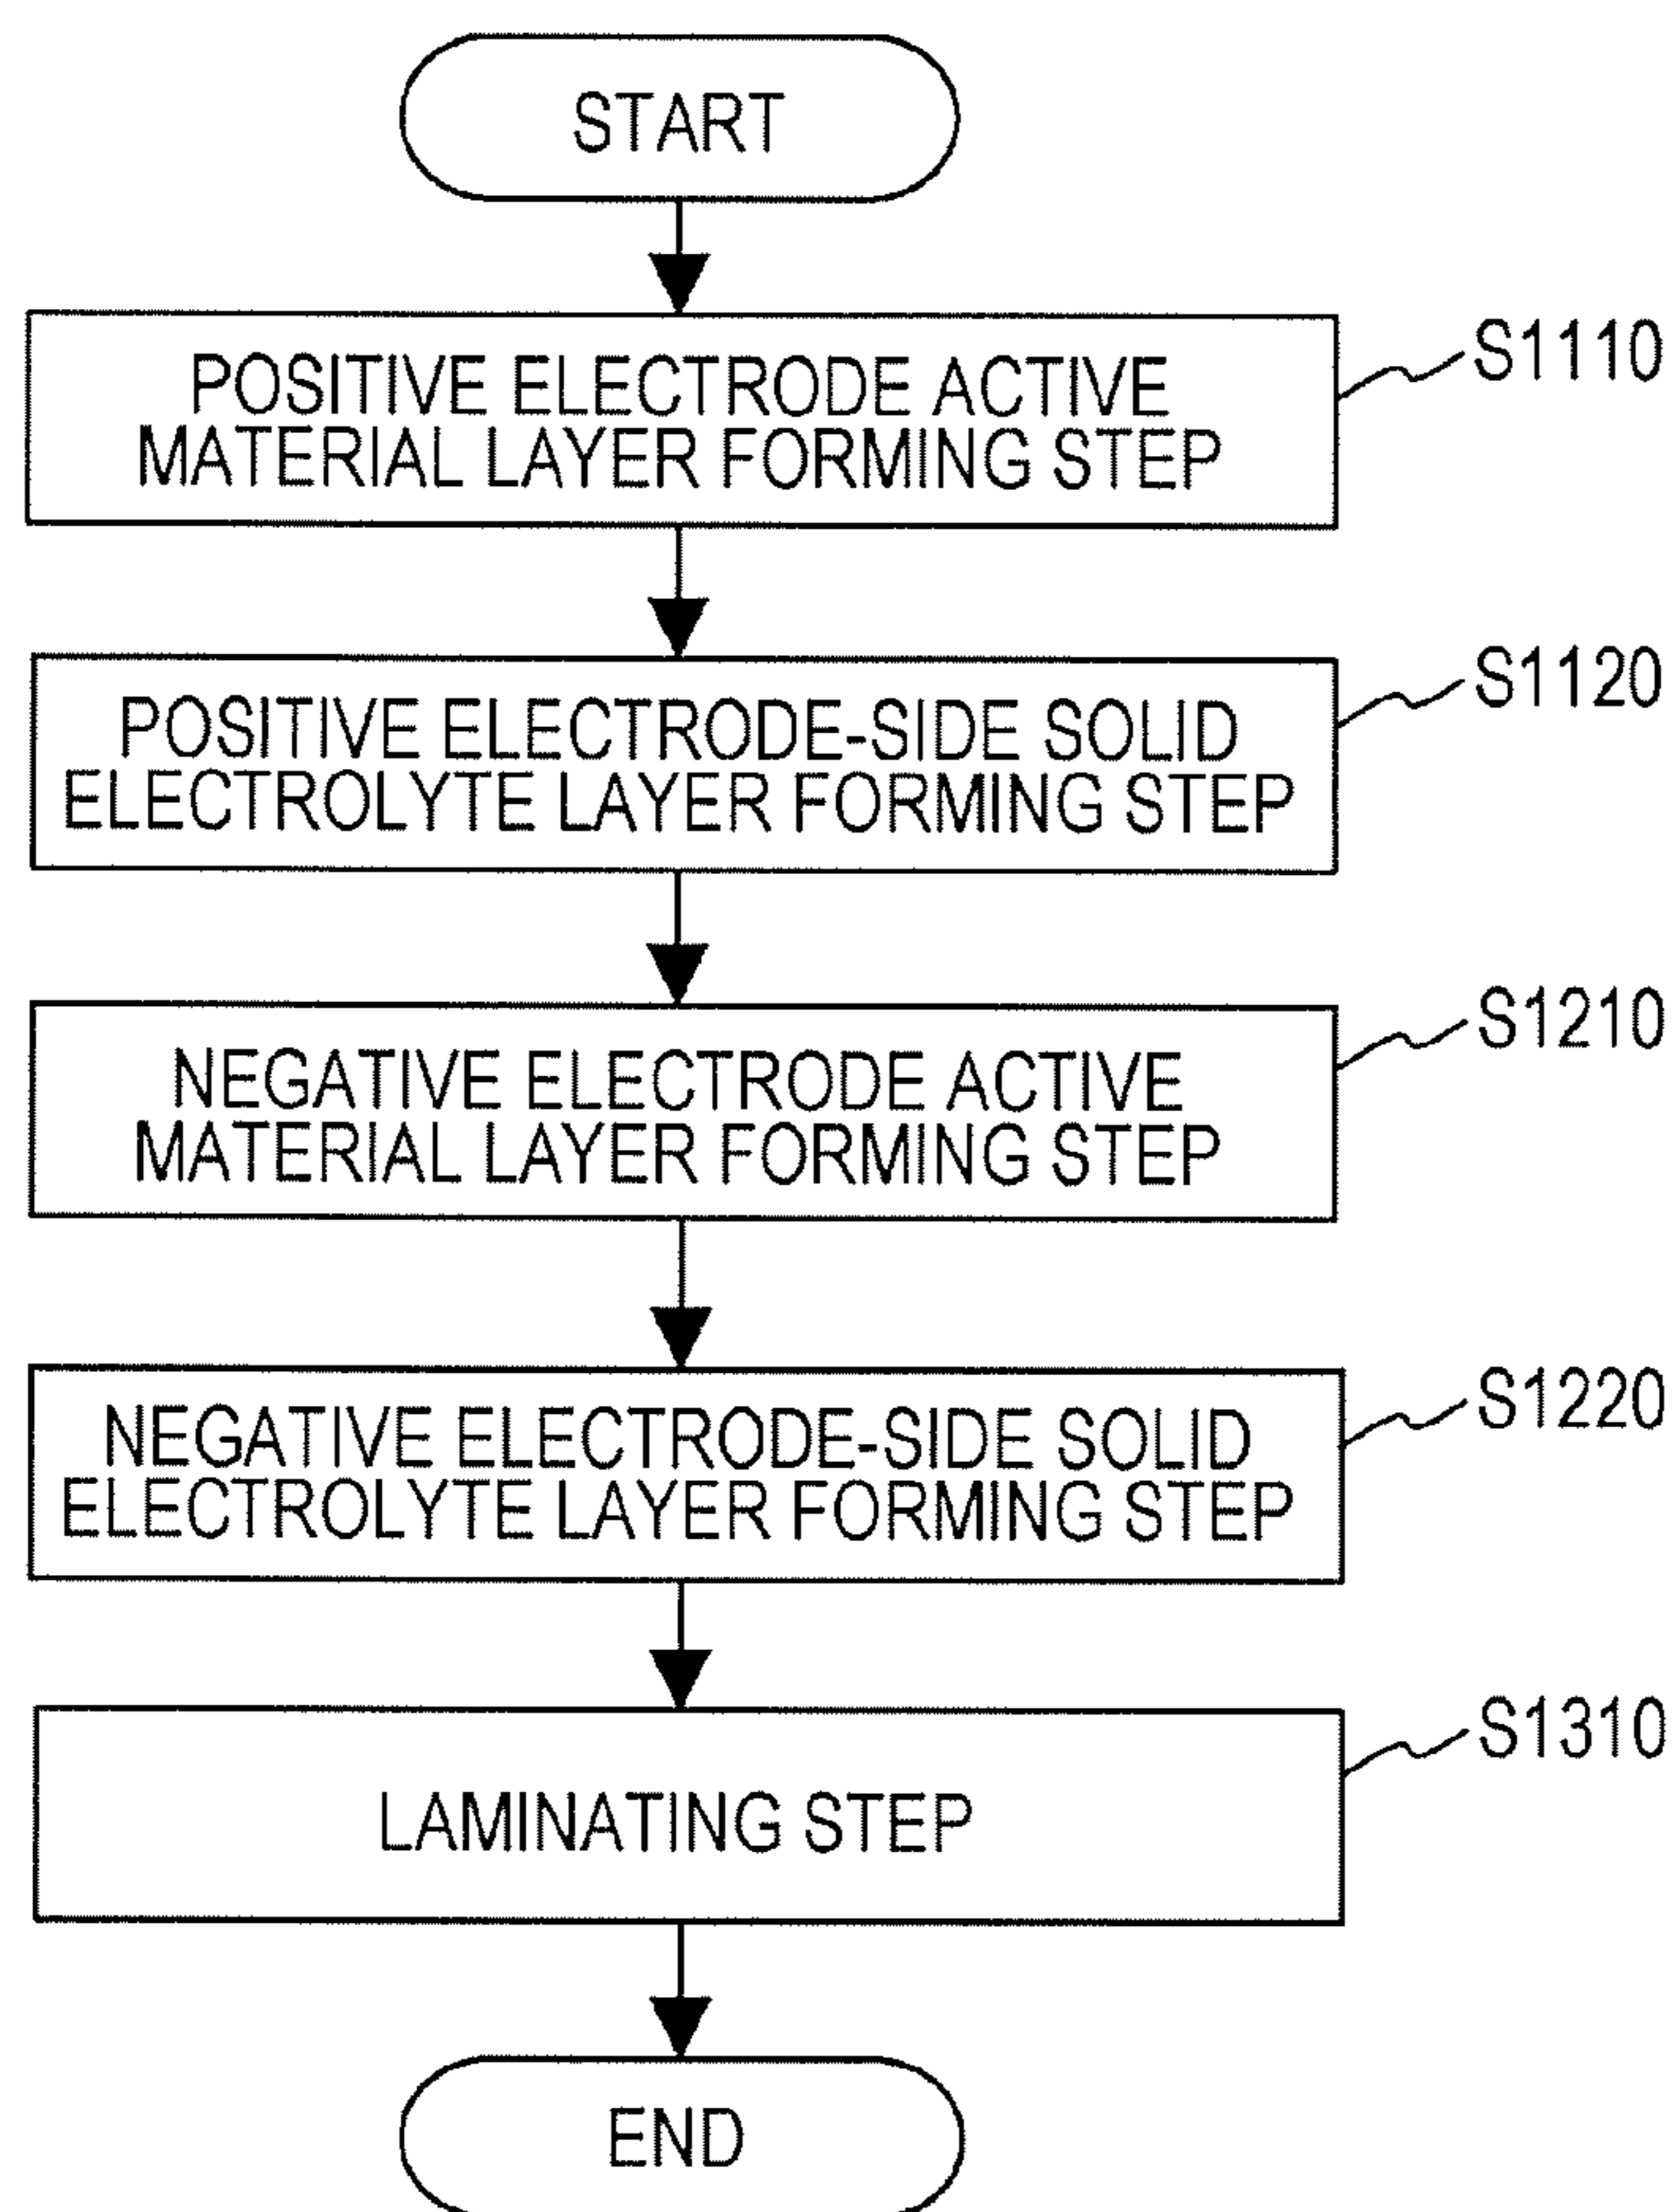 START
POSITIVE ELECTRODE ACTIVE
MATERIAL LAYER FORMING STEP
S1110
POSITIVE ELECTRODE-SIDE SOLID
ELECTROLYTE LAYER FORMING STEP
S1120
NEGATIVE ELECTRODE ACTIVE
MATERIAL LAYER FORMING STEP
S1210
NEGATIVE ELECTRODE-SIDE SOLID
ELECTROLYTE LAYER FORMING STEP
S1220
LAMINATING STEP
S1310
END